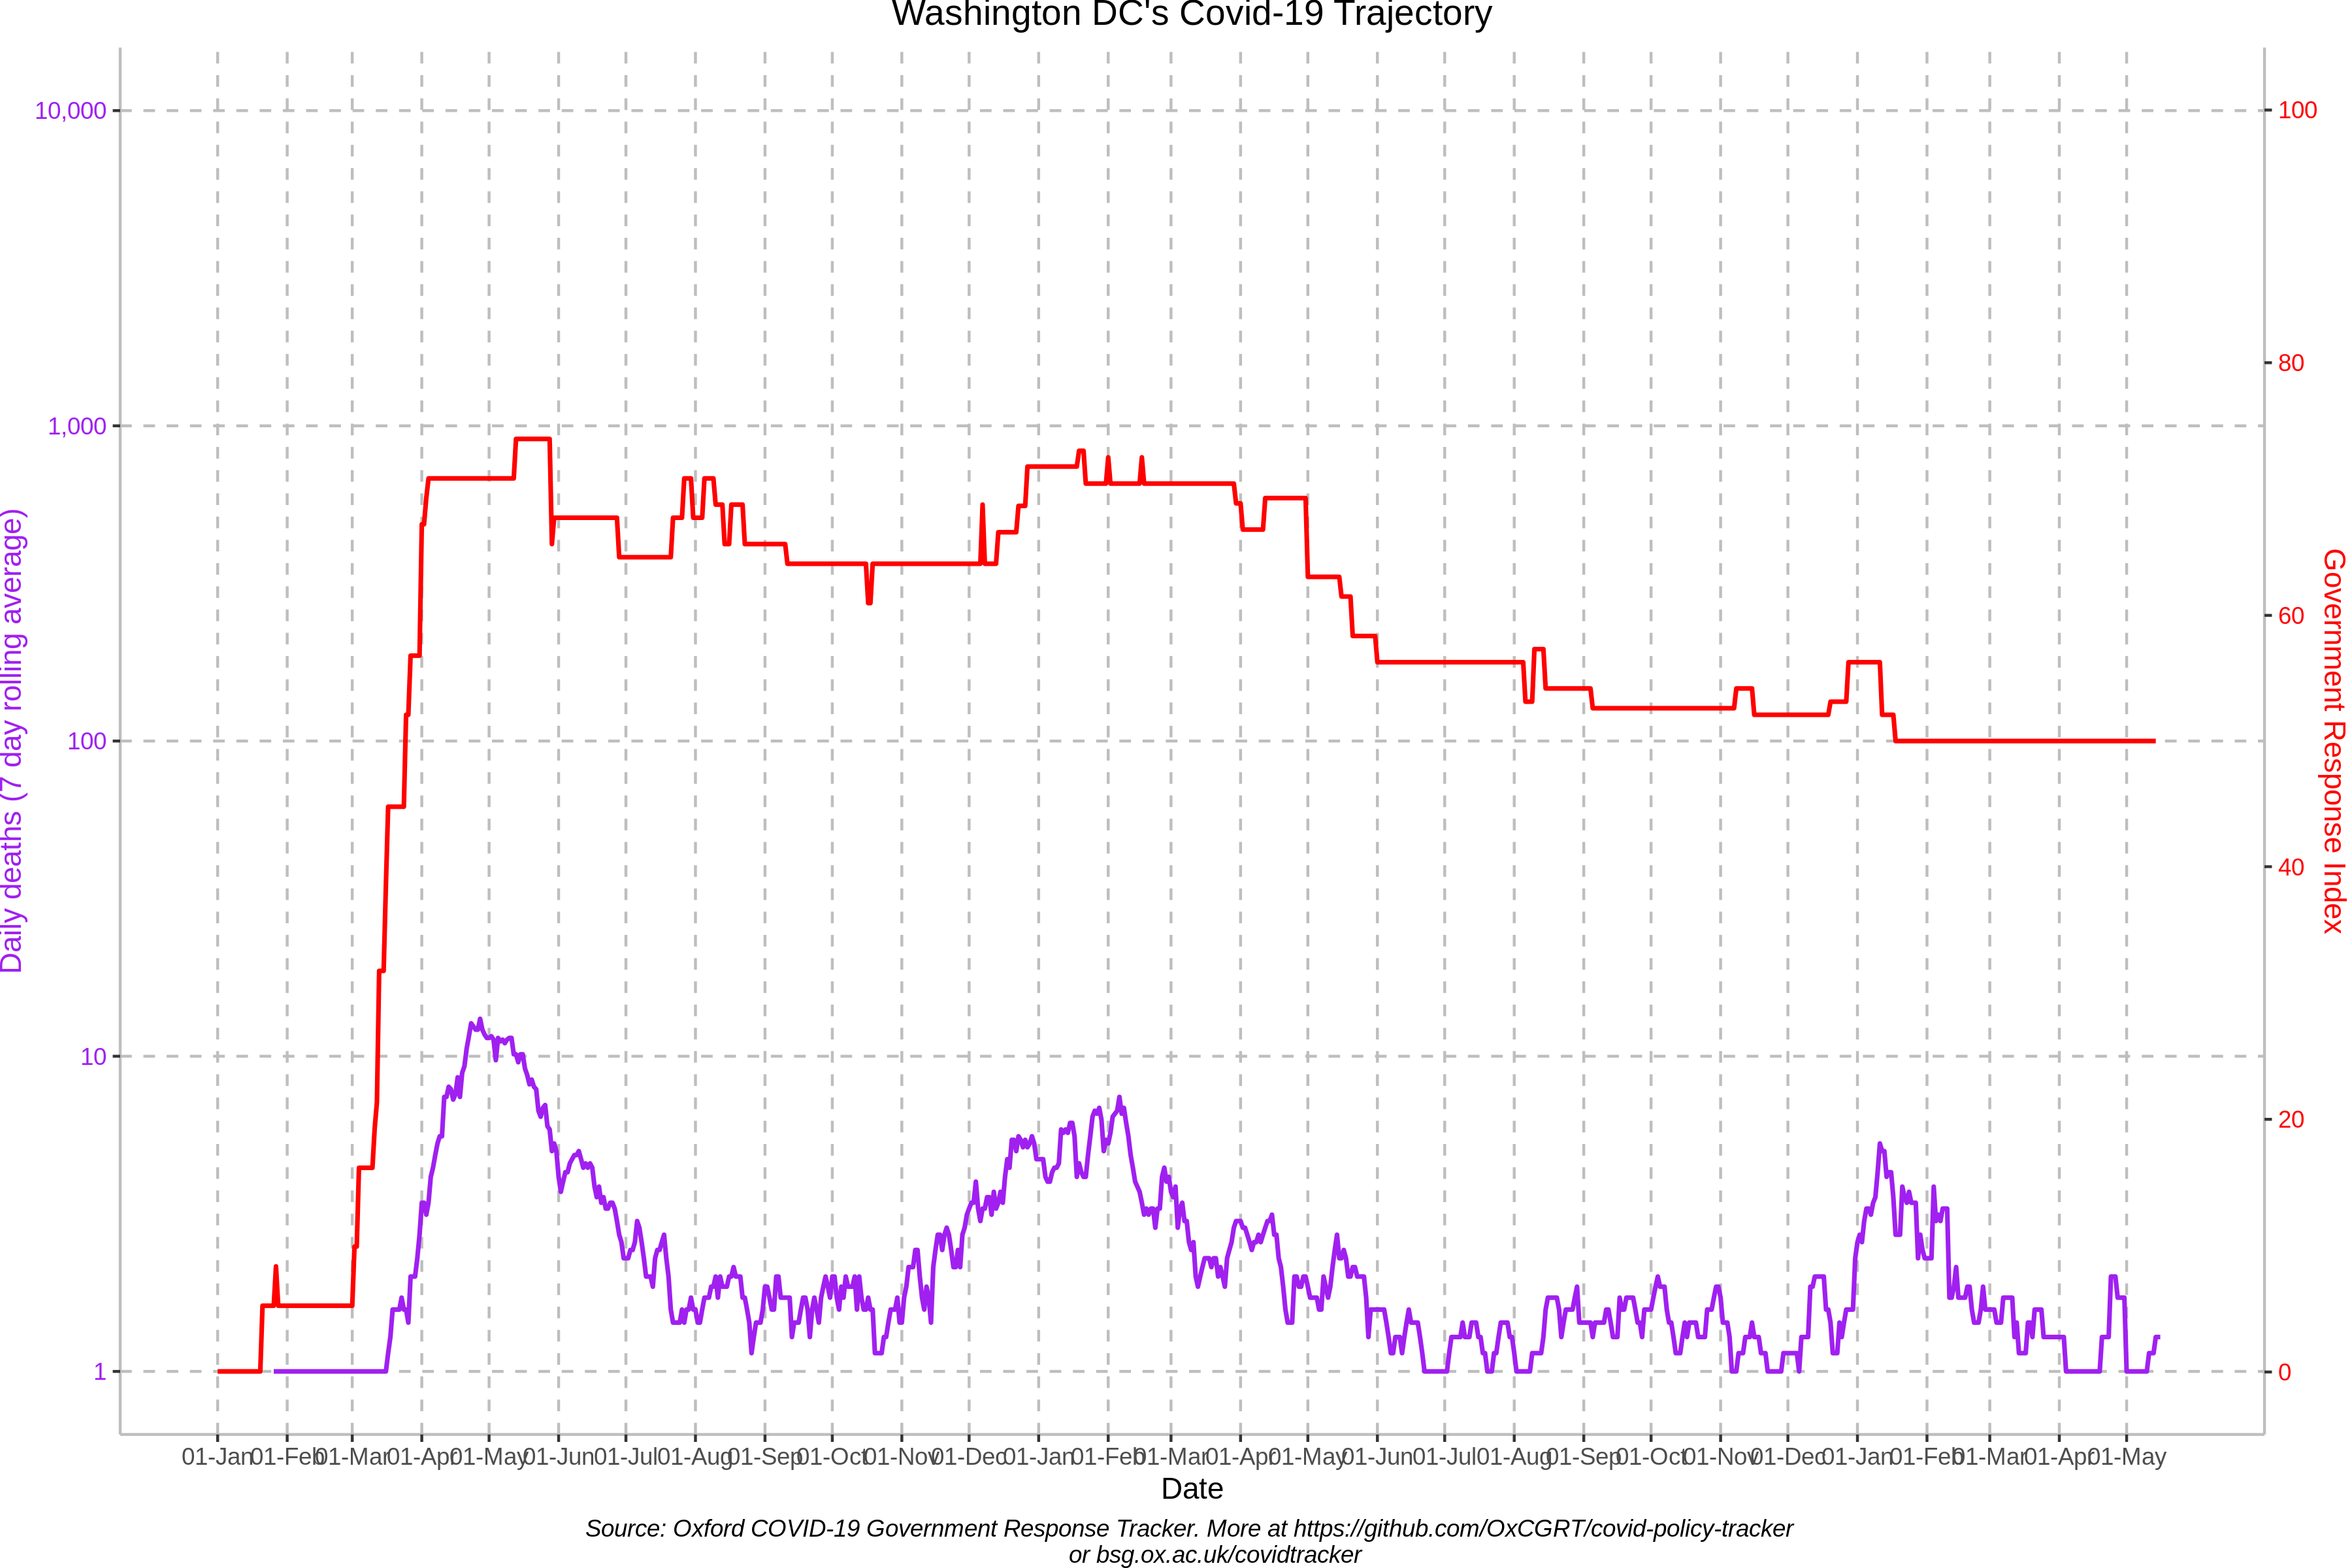 Washington DC's Covid-19 Trajectory
10,000
1,000
100
10
1
Daily deaths (7 day rolling average)
100
80
60
40
20
0
Government Response Index
01-Jan 01-Feb 01-Mar 01-Apr 01-May 01-Jun 01-Jul 01-Aug 01-Sep 01-Oct 01-Nov 01-Dec 01-Jan 01-Feb 01-Mar 01-Apr 01-May 01-Jun 01-Jul 01-Aug 01-Sep 01-Oct 01-Nov 01-Dec 01-Jan 01-Feb 01-Mar 01-Apr 01-May
Date
Source: Oxford COVID-19 Government Response Tracker. More at https://github.com/OxCGRT/covid-policy-tracker
or bsg.ox.ac.uk/covidtracker